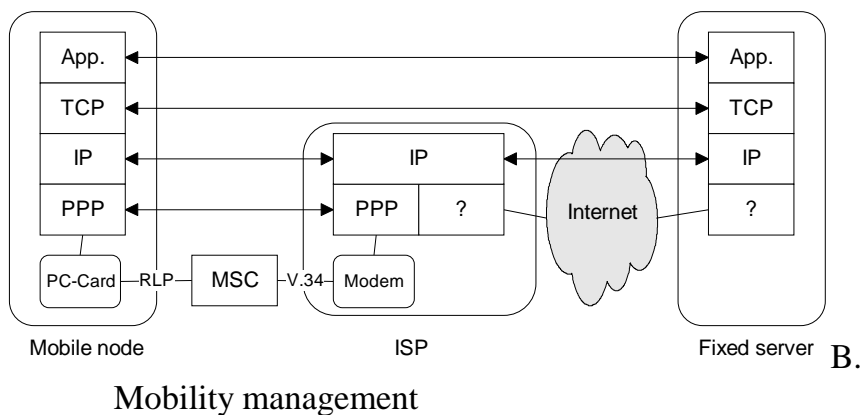 App. App.
TCP TCP
IP IP IP
Internet
PPP PPP ? ?
PC-Card RLP MSC V.34 Modem
Mobile node ISP Fixed server B.
Mobility management